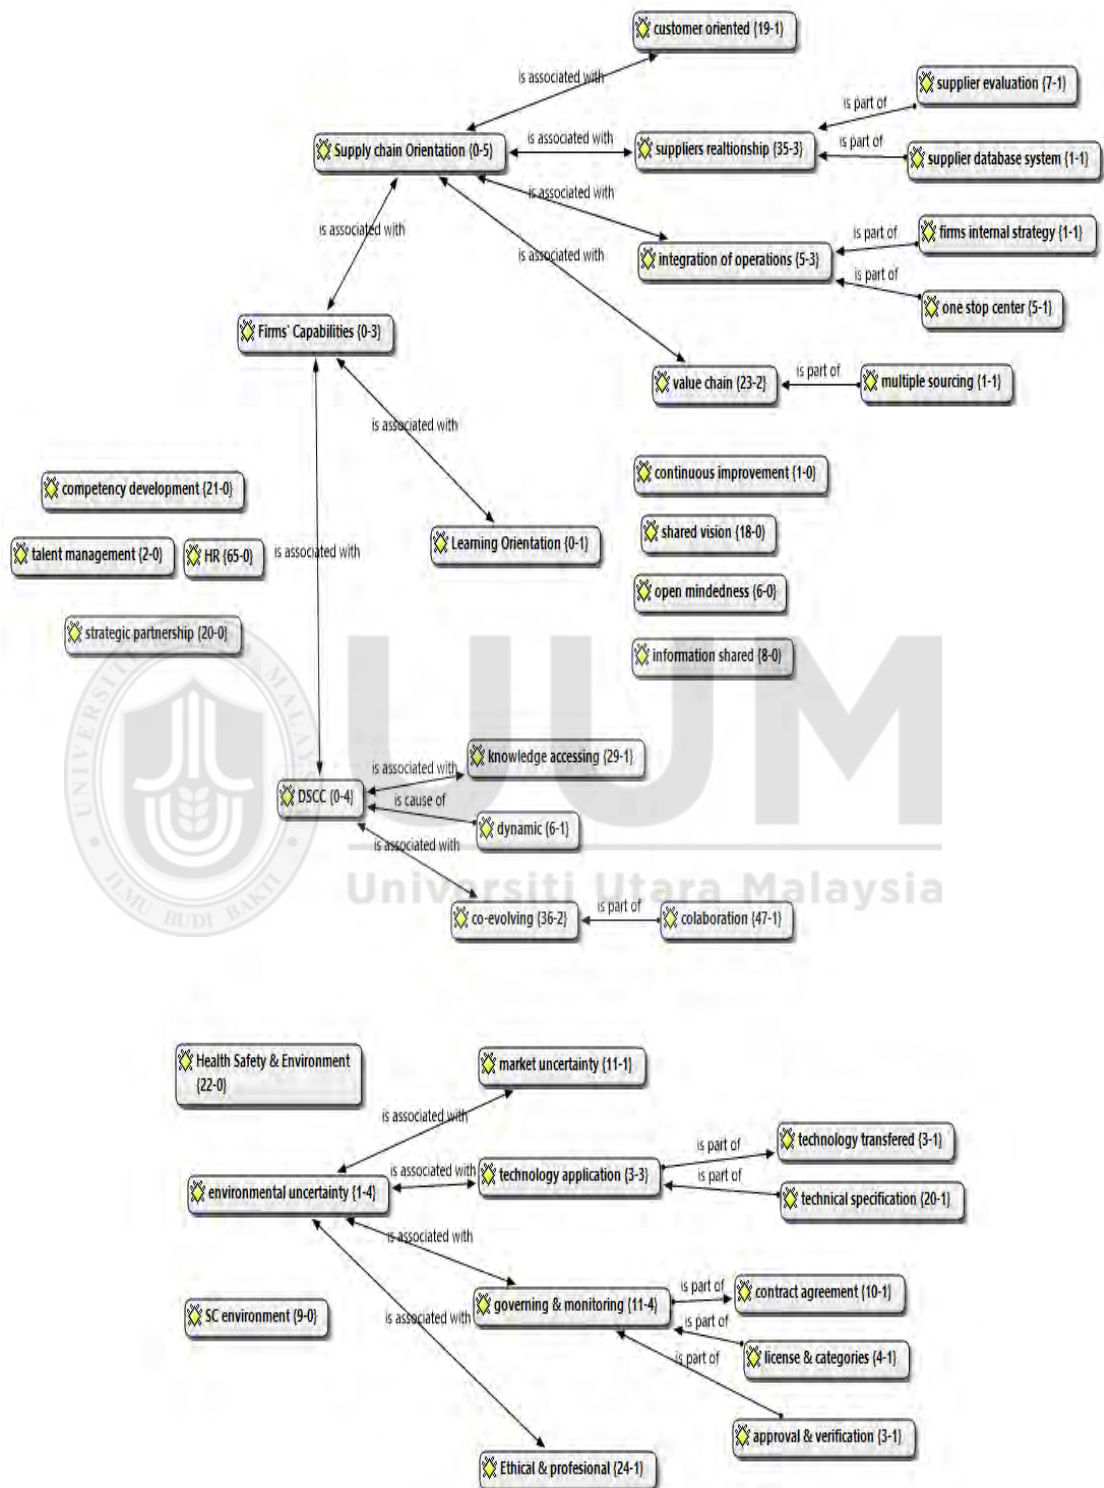 customer oriented {19-1}
is associated with
supplier evaluation {7-1}
is part of
Supply chain Orientation {0-5}
is associated with
suppliers realtionship {35-3}
is part of
supplier database system {1-1}
is associated with
is associated with
firms internal strategy {1-1}
is part of
is associated with
integration of operations {5-3}
is part of
one stop center {5-1}
Firms' Capabilities {0-3}
value chain {23-2}
is part of
multiple sourcing {1-1}
is associated with
continuous improvement {1-0}
competency development {21-0}
shared vision {18-0}
talent management {2-0}
HR {65-0}
is associated with
Learning Orientation {0-1}
open mindedness {6-0}
strategic partnership {20-0}
information shared {8-0}
UUM
UNIVERSITI UTARA MALAYSIA
ILMU BUDI BAKTI
Universiti Utara Malaysia
knowledge accessing {29-1}
is associated with
DSCC {0-4}
is cause of
dynamic {6-1}
is associated with
co-evolving {36-2}
is part of
colaboration {47-1}
Health Safety & Environment
{22-0}
market uncertainty {11-1}
is associated with
technology transfered {3-1}
is part of
environmental uncertainty {1-4}
is associated with
technology application {3-3}
is part of
technical specification {20-1}
is associated with
SC environment {9-0}
is associated with
governing & monitoring {11-4}
is part of
contract agreement {10-1}
is part of
license & categories {4-1}
is part of
approval & verification {3-1}
Ethical & profesional {24-1}